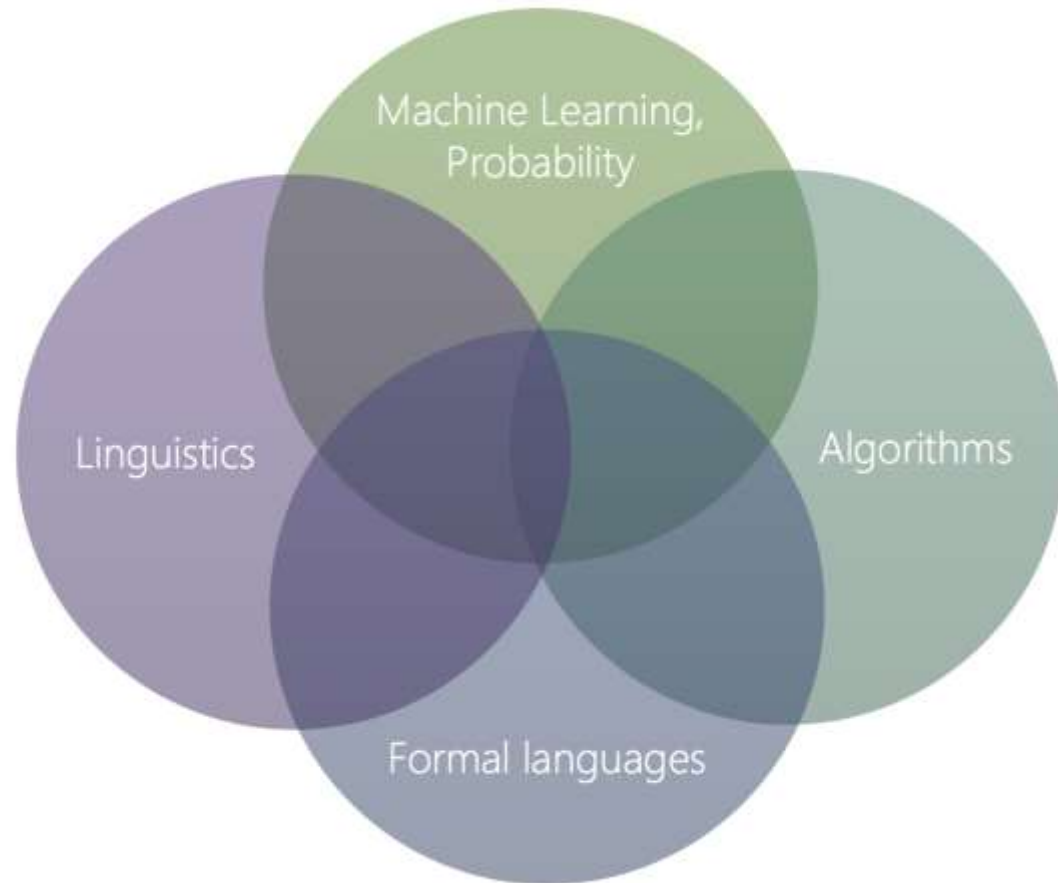 Machine Learning,
Probability
Linguistics
Algorithms
Formal languages